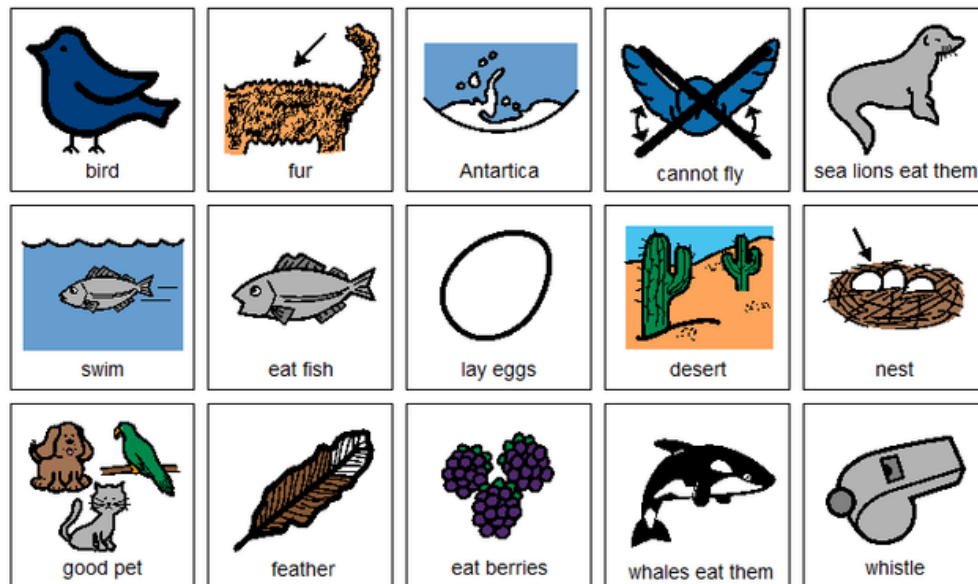 bird
fur
Antartica
cannot fly
sea lions eat them
swim
eat fish
lay eggs
desert
nest
good pet
feather
eat berries
whales eat them
whistle